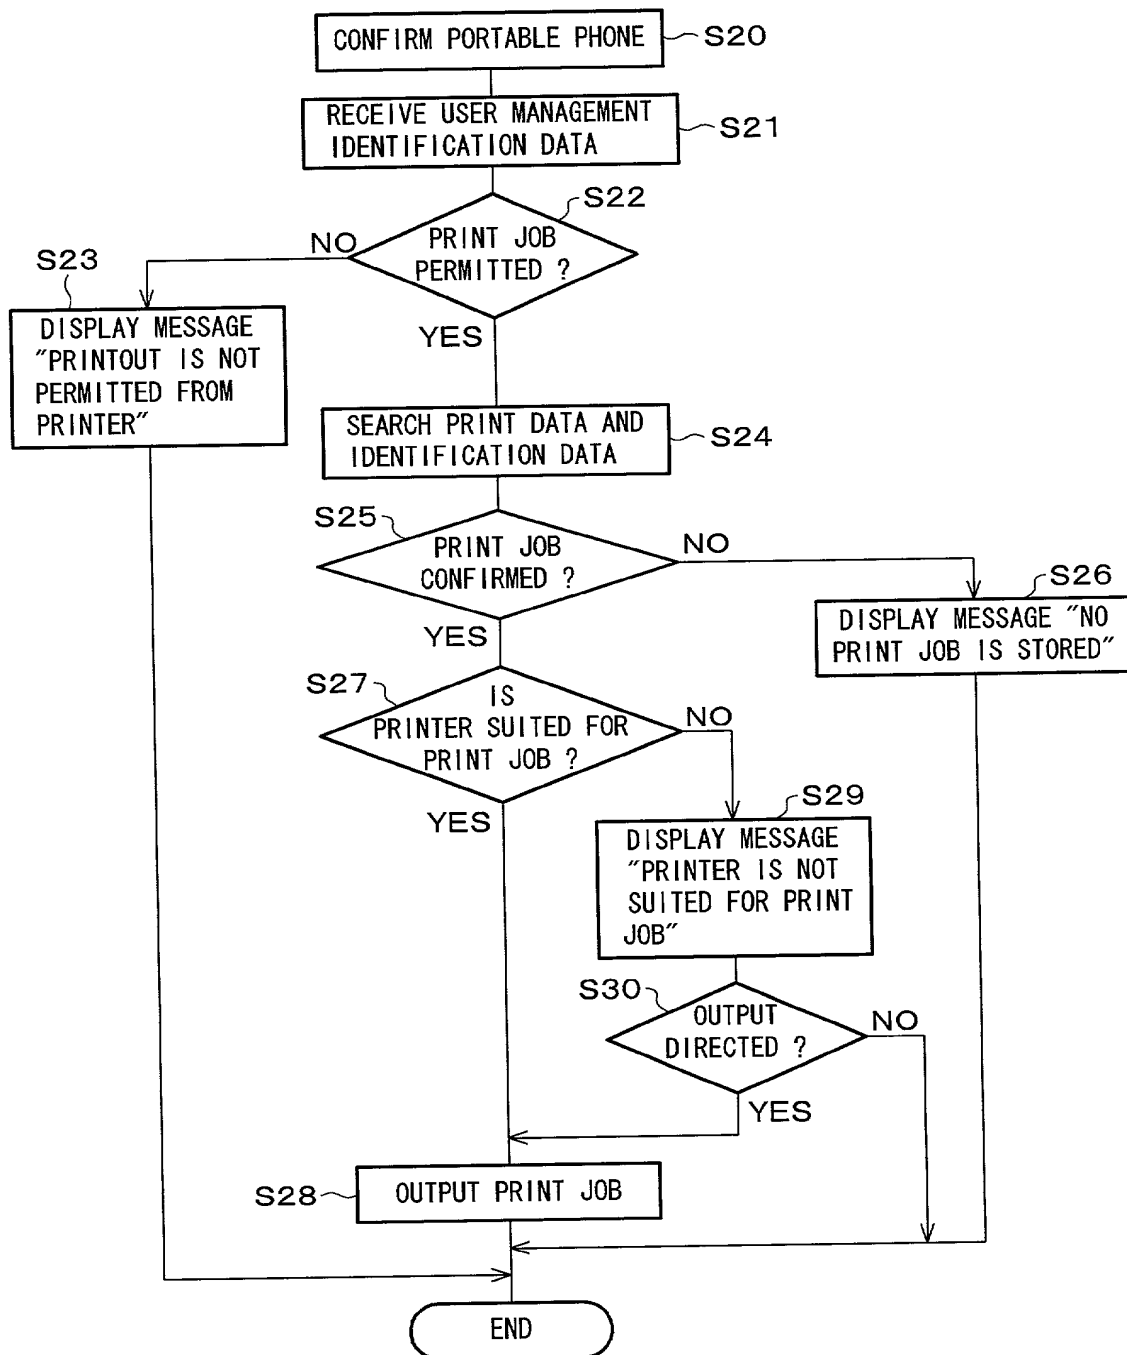 CONFIRM PORTABLE PHONE
S20
RECEIVE USER MANAGEMENT
IDENTIFICATION DATA
S21
S22
PRINT JOB
PERMITTED ?
NO
YES
S23
DISPLAY MESSAGE
"PRINTOUT IS NOT
PERMITTED FROM
PRINTER"
SEARCH PRINT DATA AND
IDENTIFICATION DATA
S24
S25
PRINT JOB
CONFIRMED ?
NO
YES
S26
DISPLAY MESSAGE "NO
PRINT JOB IS STORED"
S27
IS
PRINTER SUITED FOR
PRINT JOB ?
NO
YES
S29
DISPLAY MESSAGE
"PRINTER IS NOT
SUITED FOR PRINT
JOB"
S30
OUTPUT
DIRECTED ?
NO
YES
S28
OUTPUT PRINT JOB
END